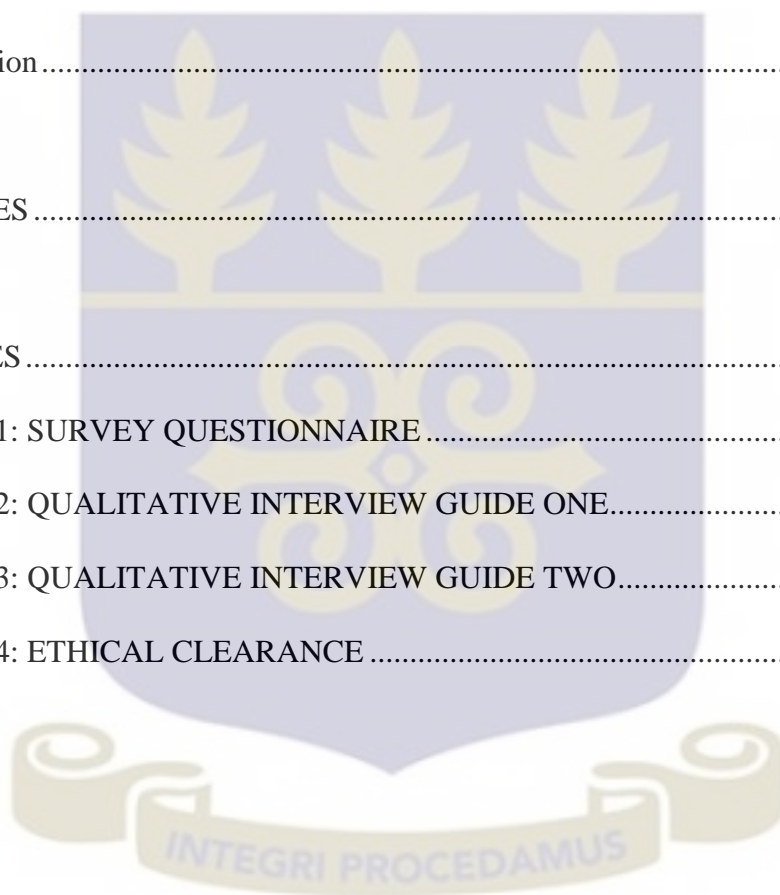 ion..........................................................................................................
ES...........................................................................................................
ES............................................................................................................
1: SURVEY QUESTIONNAIRE..................................................
2: QUALITATIVE INTERVIEW GUIDE ONE........................
3: QUALITATIVE INTERVIEW GUIDE TWO.......................
4: ETHICAL CLEARANCE..........................................................
INTEGRI PROCEDAMUS